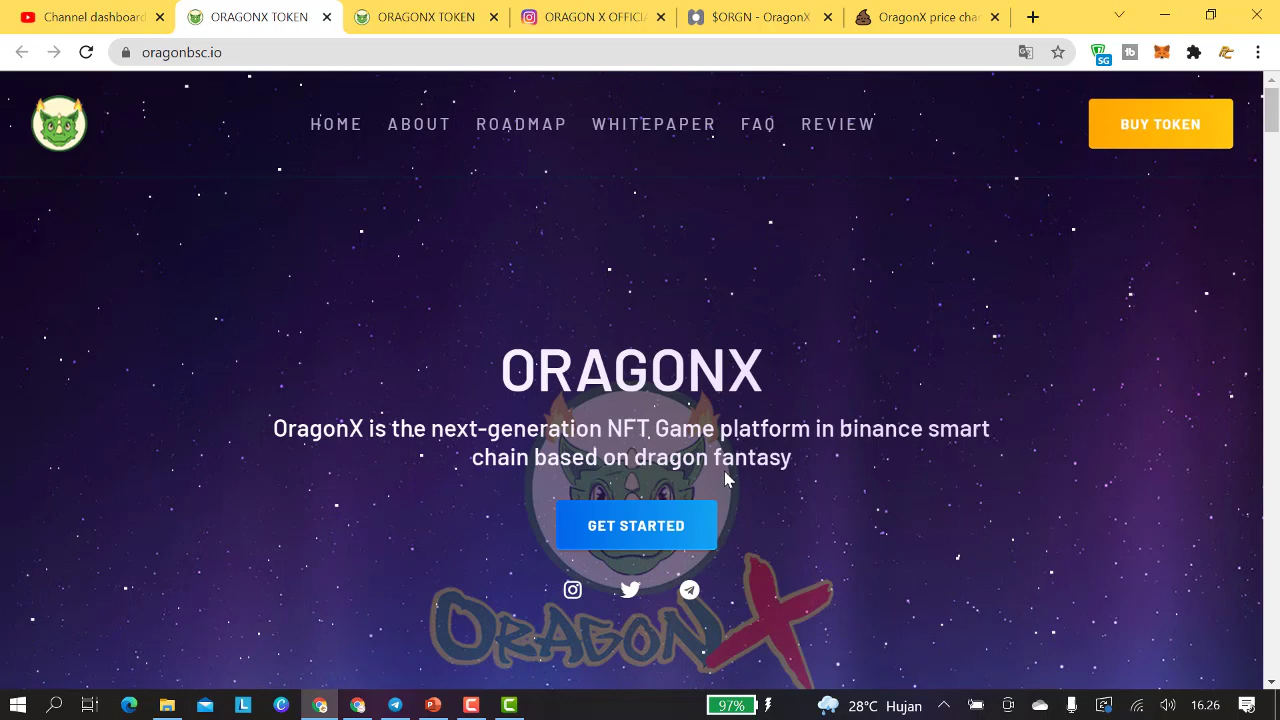 Channel dashboard
ORAGONX TOKEN
ORAGONX TOKEN
ORAGON X OFFICI
$ORGN - OragonX
OragonX price cha
oragonbsc.io
SG
tb
HOME
ABOUT
ROADMAP
WHITEPAPER
FAQ
REVIEW
BUY TOKEN
ORAGONX
OragonX is the next-generation NFT Game platform in binance smart
chain based on dragon fantasy
GET STARTED
ORAGONX
97%
28°C Hujan
16.26